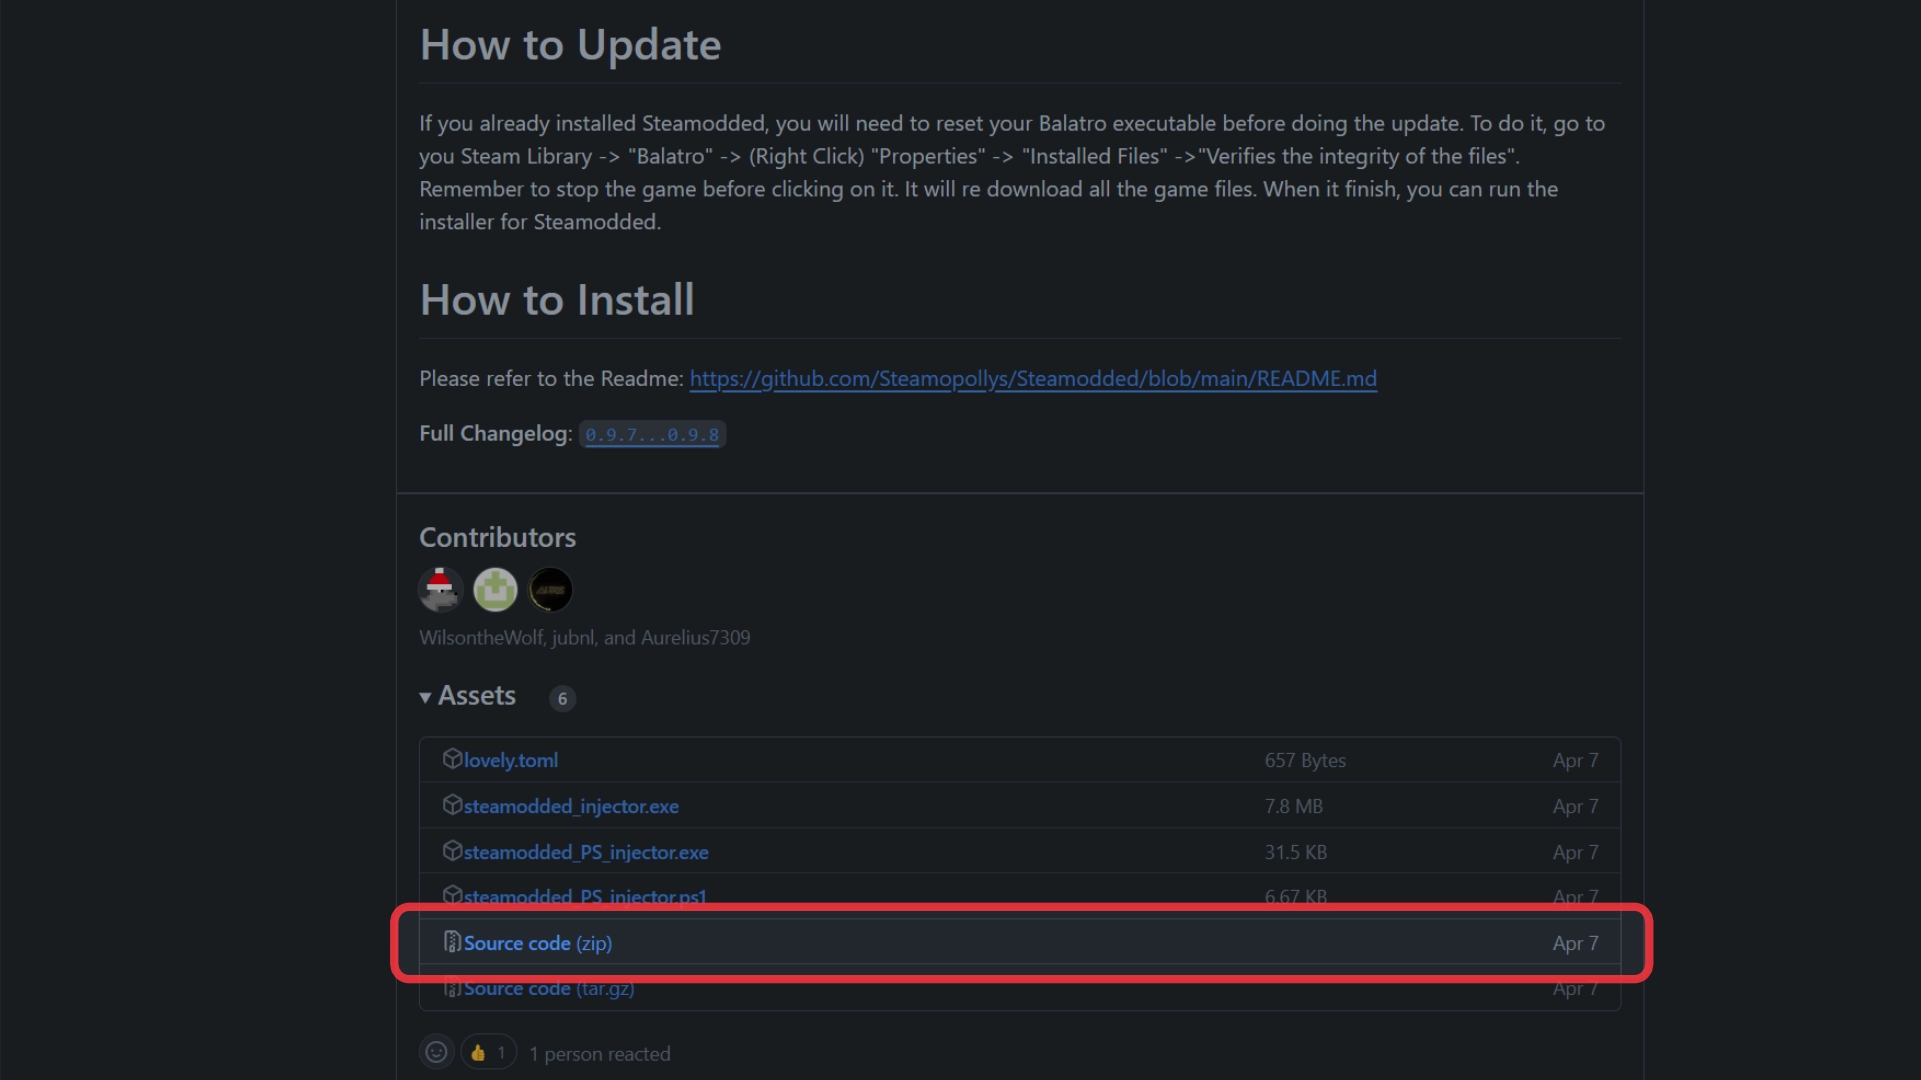 How to Update
If you already installed Steamodded, you will need to reset your Balatro executable before doing the update. To do it, go to
you Steam Library -> "Balatro" -> (Right Click) "Properties" -> "Installed Files" ->"Verifies the integrity of the files".
Remember to stop the game before clicking on it. It will re download all the game files. When it finish, you can run the
installer for Steamodded.
How to Install
Please refer to the Readme: https://github.com/Steamopollys/Steamodded/blob/main/README.md
Full Changelog: 0.9.7...0.9.8
Contributors
WilsontheWolf, jubnl, and Aurelius7309
Assets 6
lovely.toml 657 Bytes Apr 7
steamodded_injector.exe 7.8 MB Apr 7
steamodded_PS_injector.exe 31.5 KB Apr 7
steamodded_PS_injector.ps1 6.67 KB Apr 7
Source code (zip) Apr 7
Source code (tar.gz) Apr 7
1 1 person reacted